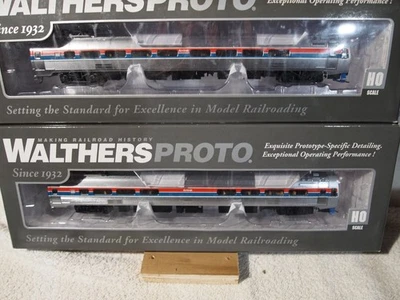 WALTHERSPROTO
Exceptional Operating Performance!
Since 1932
HO
SCALE
Setting the Standard for Excellence in Model Railroading
MAKING RAILROAD HISTORY
WALTHERSPROTO
Exquisite Prototype-Specific Detailing.
Exceptional Operating Performance!
Since 1932
HO
SCALE
Setting the Standard for Excellence in Model Railroading